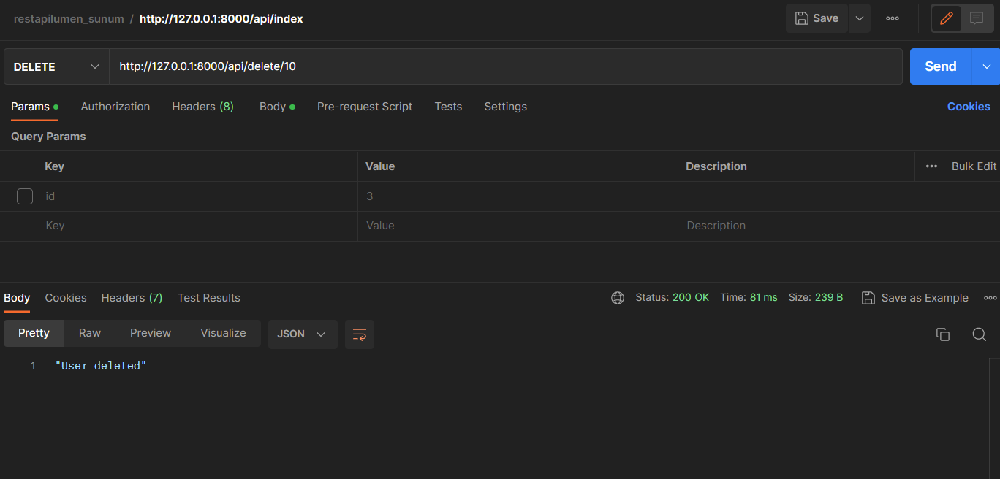 restapilumen_sunum / http://127.0.0.1:8000/api/index Save
DELETE http://127.0.0.1:8000/api/delete/10 Send
Params Authorization Headers (8) Body Pre-request Script Tests Settings Cookies
Query Params
Key Value Description Bulk Edit
id 3
Key Value Description
Body Cookies Headers (7) Test Results Status: 200 OK Time: 81 ms Size: 239 B Save as Example
Pretty Raw Preview Visualize JSON
1 "User deleted"